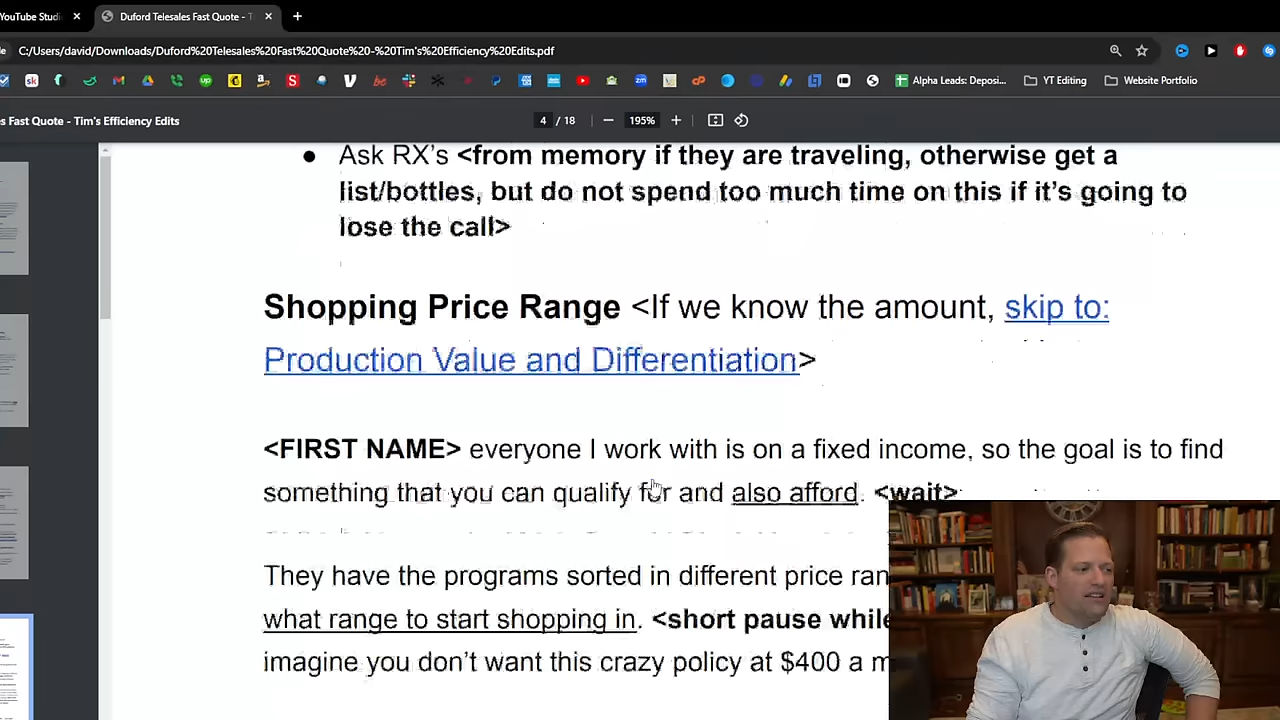 YouTube Studi
Duford Telesales Fast Quote - T
C:/Users/david/Downloads/Duford%20Telesales%20Fast%20Quote%20-%20Tim's%20Efficiency%20Edits.pdf
Alpha Leads: Deposi...
YT Editing
Website Portfolio
es Fast Quote - Tim's Efficiency Edits
4 / 18
195%
● Ask RX's <from memory if they are traveling, otherwise get a
list/bottles, but do not spend too much time on this if it's going to
lose the call>
Shopping Price Range <If we know the amount, skip to:
Production Value and Differentiation>
<FIRST NAME> everyone I work with is on a fixed income, so the goal is to find
something that you can qualify for and also afford. <wait>
They have the programs sorted in different price ran
what range to start shopping in. <short pause while
imagine you don't want this crazy policy at $400 a m